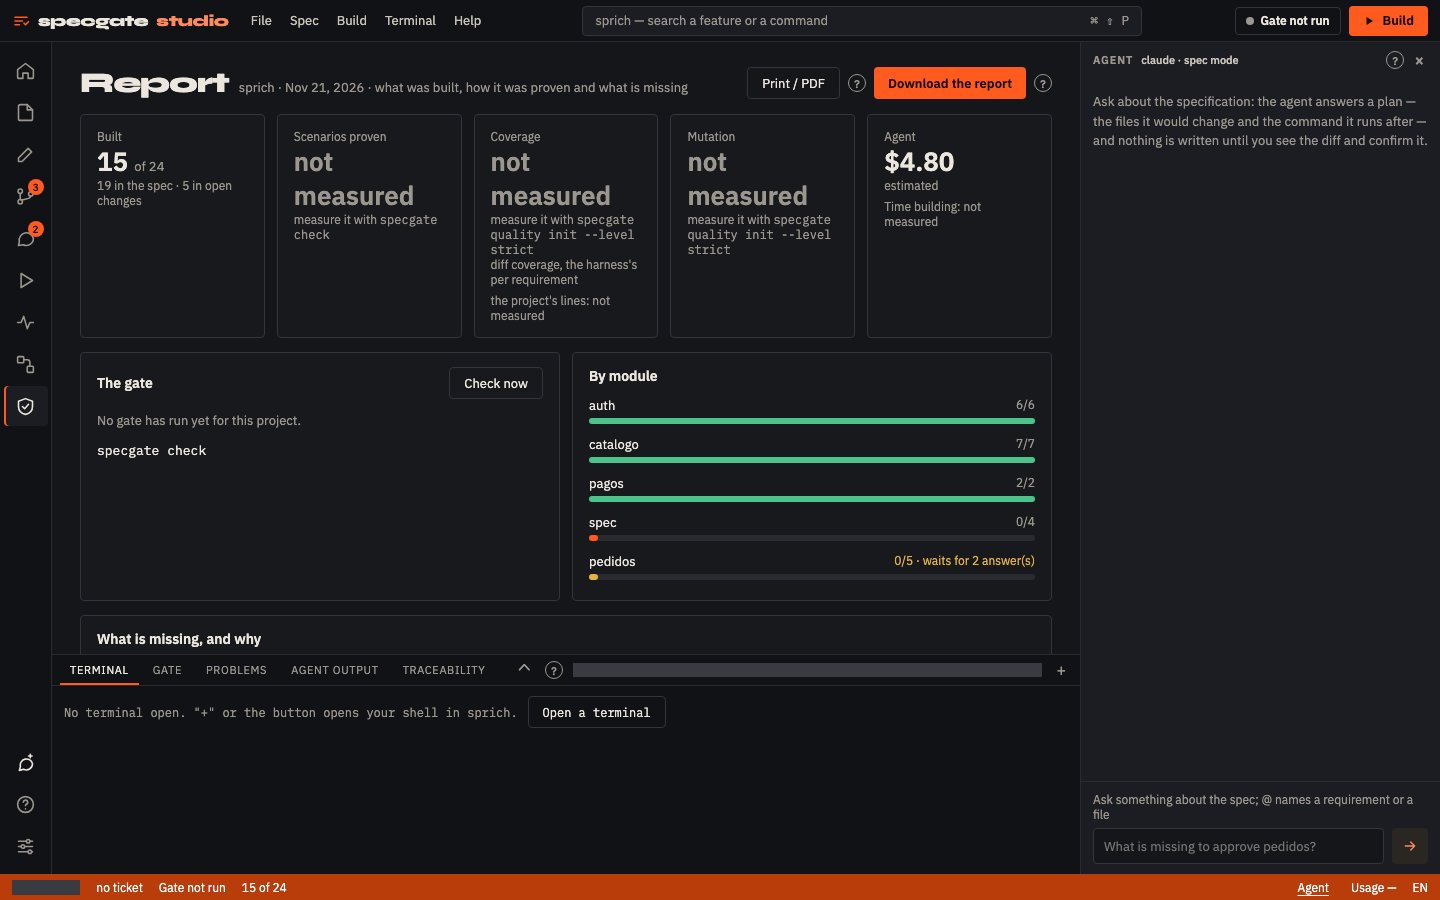 specgate studio
File Spec Build Terminal Help
sprich — search a feature or a command ⌘ ⇧ P
Gate not run
Build
3
2
Report
sprich · Nov 21, 2026 · what was built, how it was proven and what is missing
Print / PDF
?
Download the report
?
Built
15 of 24
19 in the spec · 5 in open
changes
Scenarios proven
not
measured
measure it with specgate
check
Coverage
not
measured
measure it with specgate
quality init --level
strict
diff coverage, the harness's
per requirement
the project's lines: not
measured
Mutation
not
measured
measure it with specgate
quality init --level
strict
Agent
$4.80
estimated
Time building: not
measured
The gate
Check now
No gate has run yet for this project.
specgate check
By module
auth 6/6
catalogo 7/7
pagos 2/2
spec 0/4
pedidos 0/5 · waits for 2 answer(s)
What is missing, and why
TERMINAL GATE PROBLEMS AGENT OUTPUT TRACEABILITY ? +
No terminal open. "+" or the button opens your shell in sprich. Open a terminal
AGENT claude · spec mode ? ×
Ask about the specification: the agent answers a plan —
the files it would change and the command it runs after —
and nothing is written until you see the diff and confirm it.
Ask something about the spec; @ names a requirement or a
file
What is missing to approve pedidos?
no ticket Gate not run 15 of 24
Agent Usage — EN